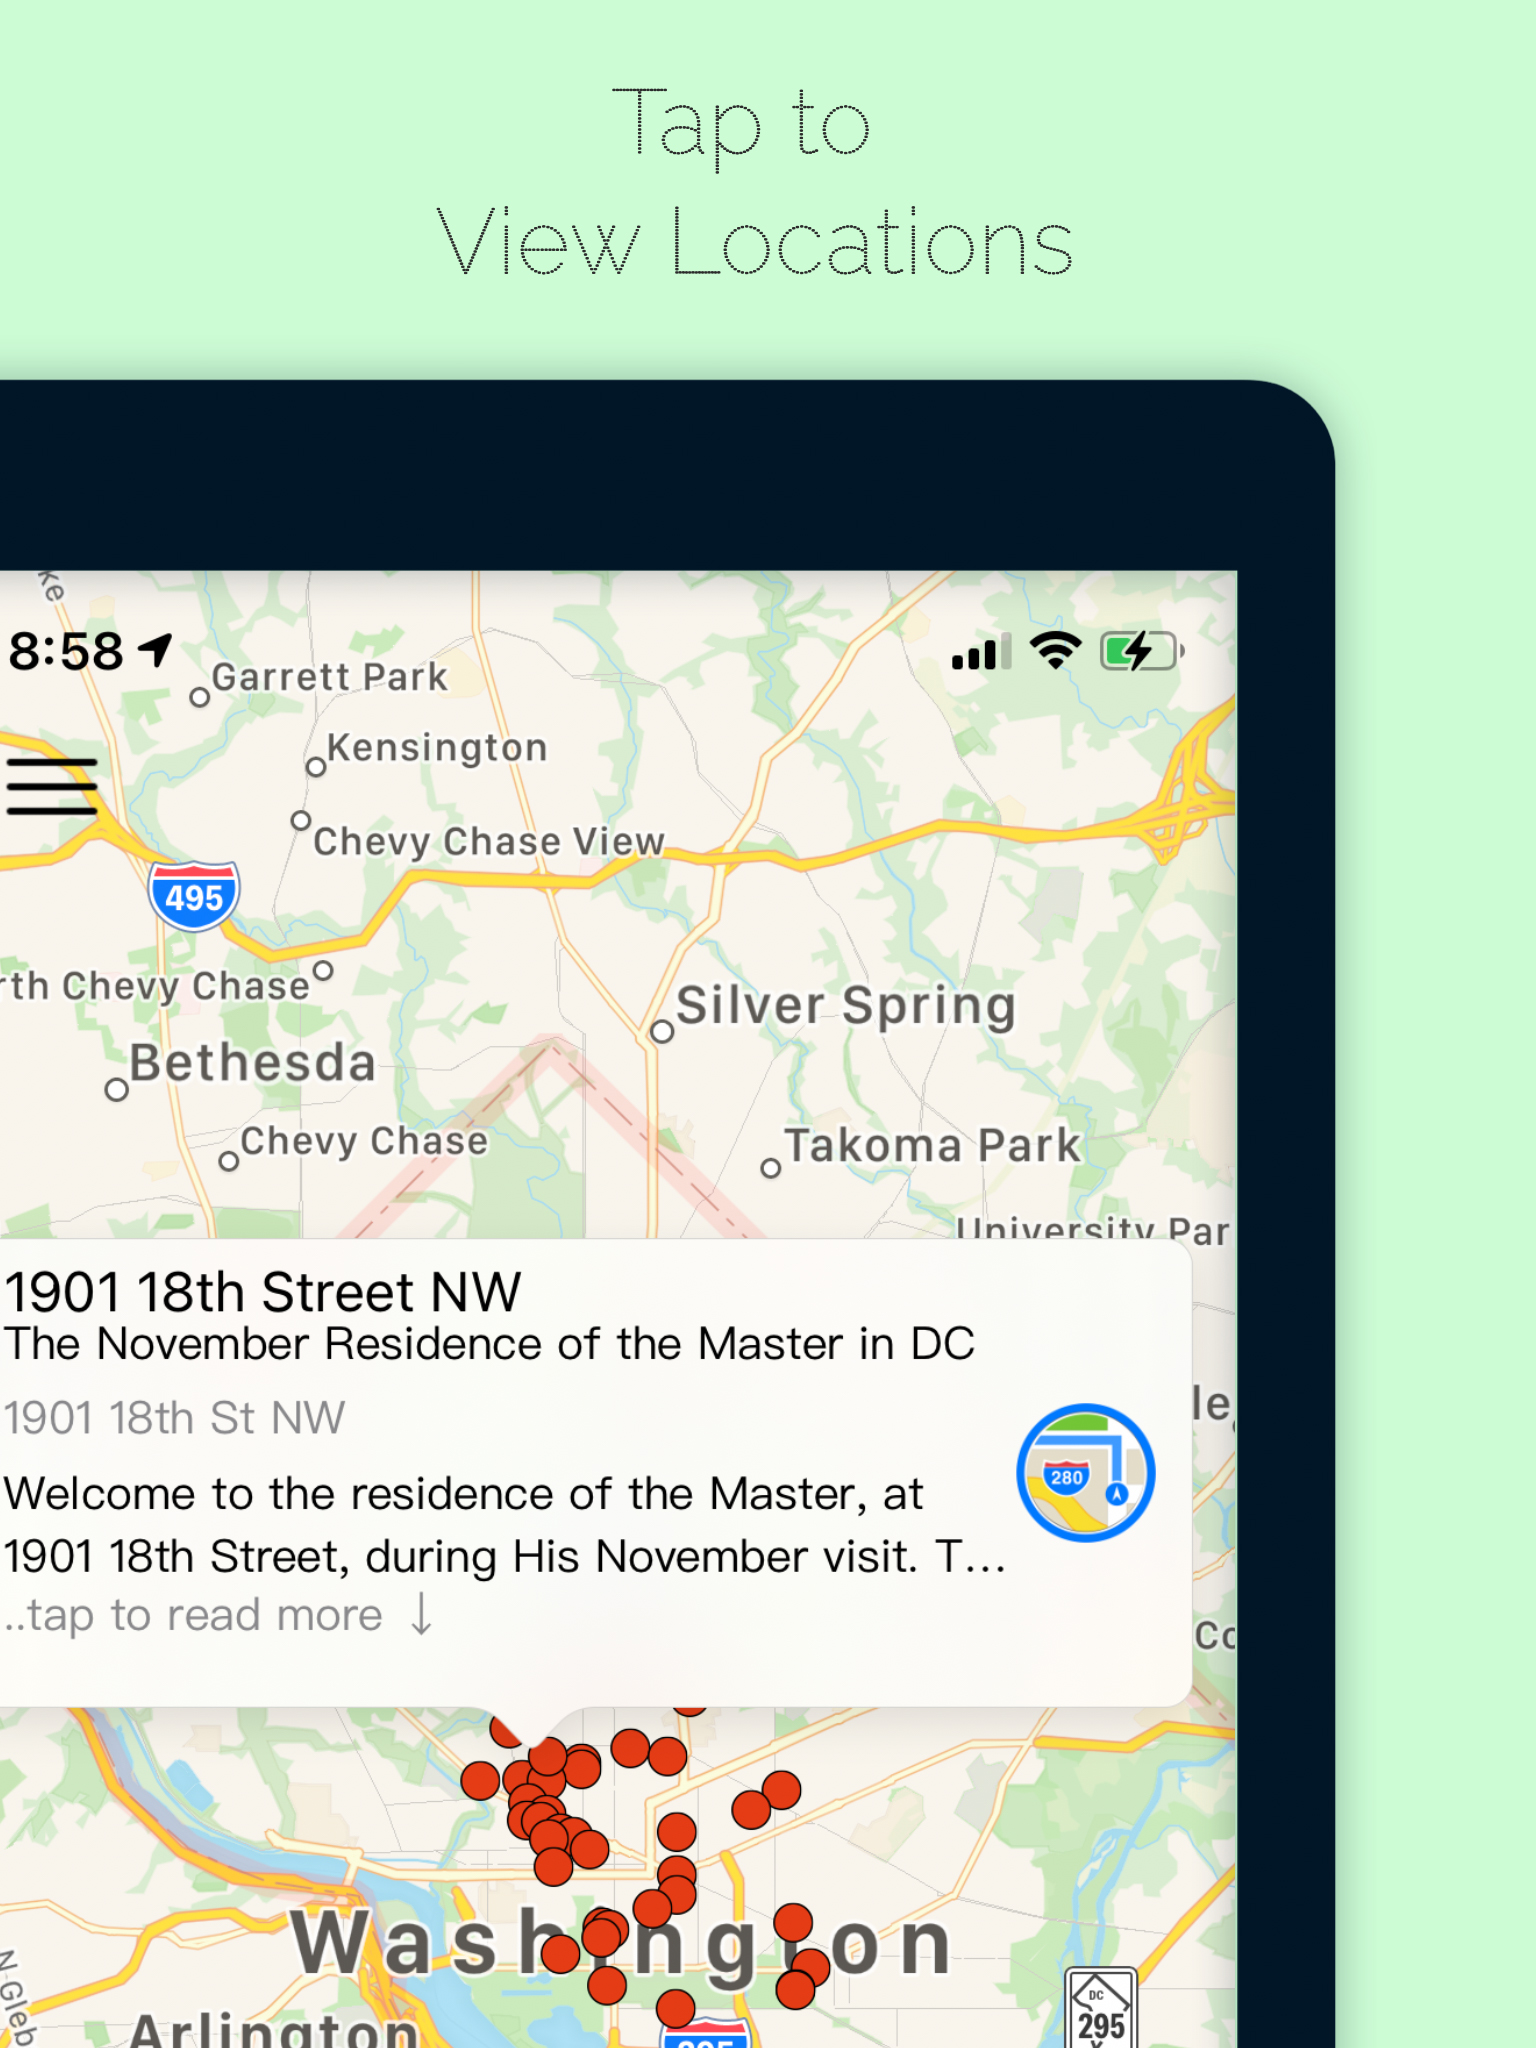 Tap to
View Locations
ke
8:58
Garrett Park
Kensington
Chevy Chase View
495
rth Chevy Chase
Silver Spring
Bethesda
Chevy Chase
Takoma Park
University Par
1901 18th Street NW
The November Residence of the Master in DC
1901 18th St NW
le
280
Welcome to the residence of the Master, at
1901 18th Street, during His November visit. T...
..tap to read more ↓
Co
Washington
N Gleb
Arlington
DC
295